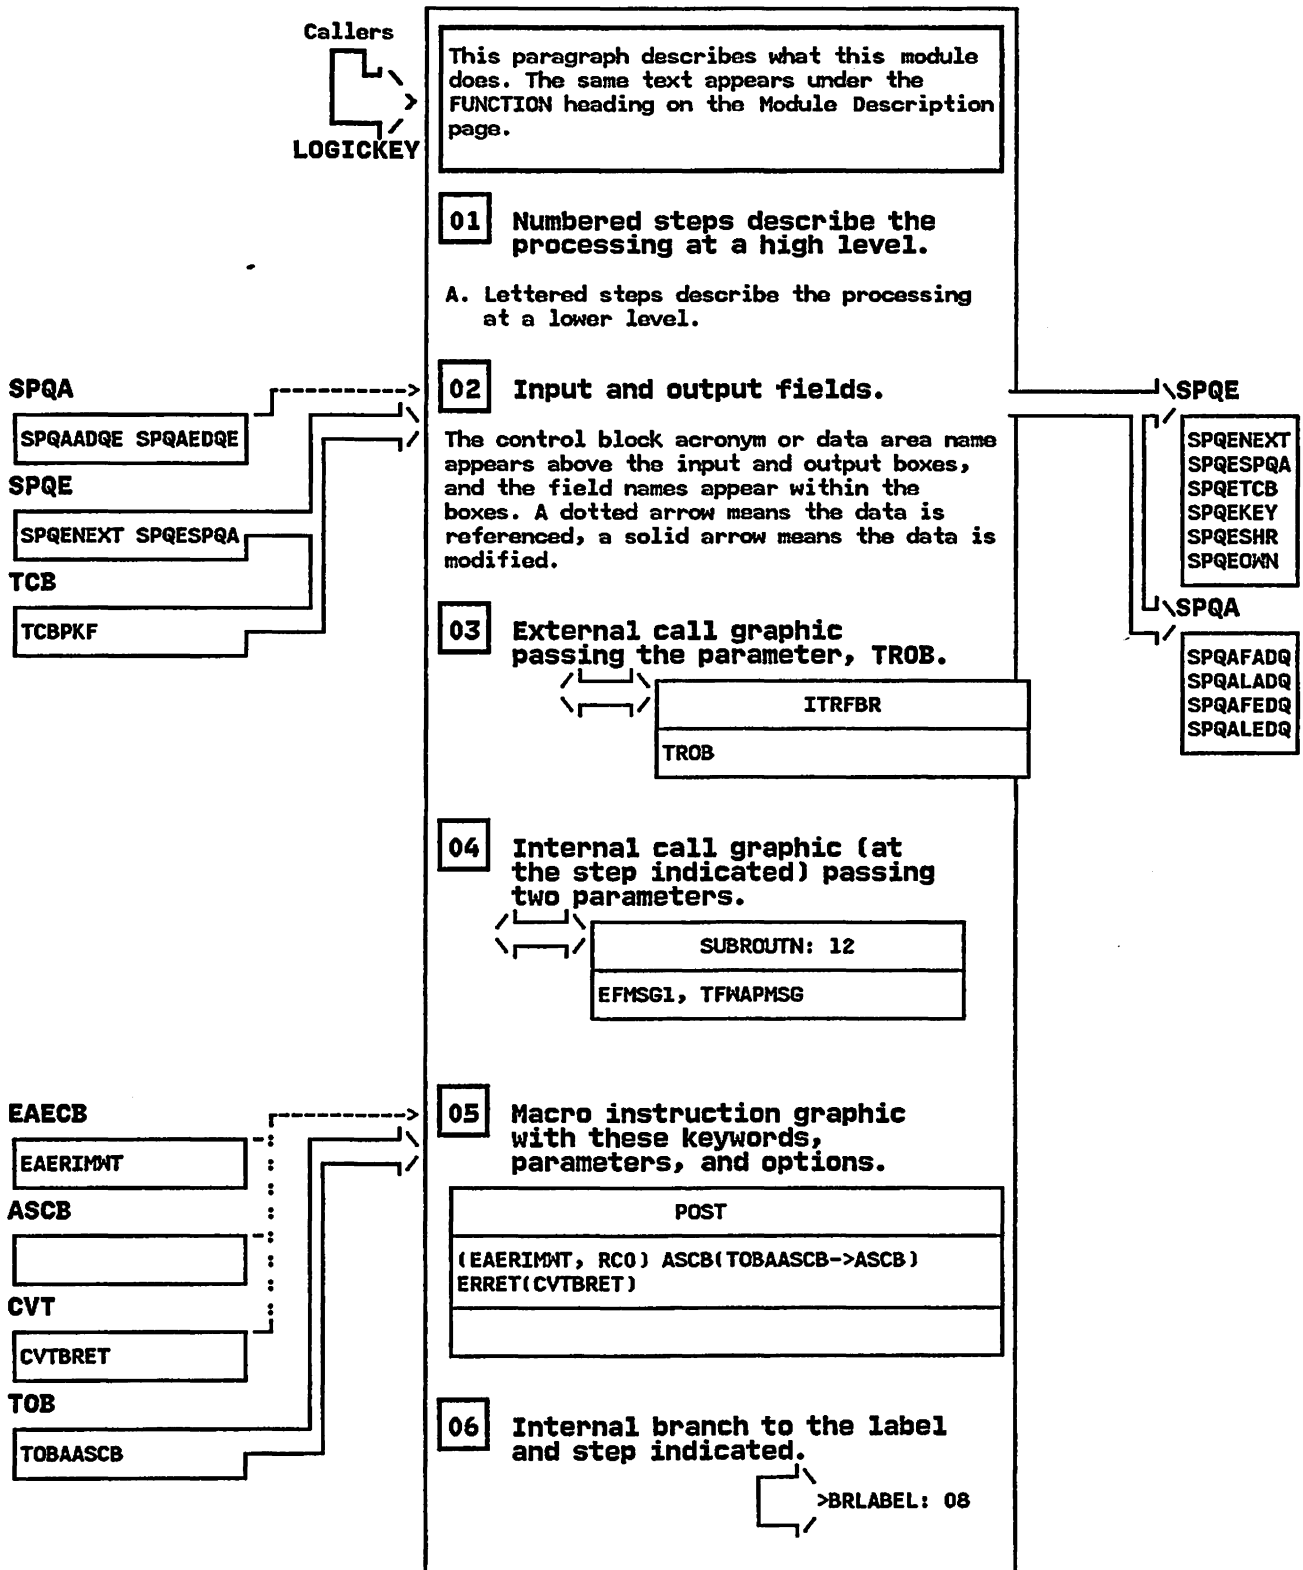 Callers
LOGICKEY
This paragraph describes what this module
does. The same text appears under the
FUNCTION heading on the Module Description
page.
01 Numbered steps describe the
processing at a high level.
A. Lettered steps describe the processing
at a lower level.
SPQA
SPQAADQE SPQAEDQE
SPQE
SPQENEXT SPQESPQA
TCB
TCBPKF
02 Input and output fields.
The control block acronym or data area name
appears above the input and output boxes,
and the field names appear within the
boxes. A dotted arrow means the data is
referenced, a solid arrow means the data is
modified.
SPQE
SPQENEXT
SPQESPQA
SPQETCB
SPQEKEY
SPQESHR
SPQEOWN
SPQA
SPQAFADQ
SPQALADQ
SPQAFEDQ
SPQALEDQ
03 External call graphic
passing the parameter, TROB.
ITRFBR
TROB
04 Internal call graphic (at
the step indicated) passing
two parameters.
SUBROUTN: 12
EFMSG1, TFWAPMSG
EAECB
EAERIMWT
ASCB
CVT
CVTBRET
TOB
TOBAASCB
05 Macro instruction graphic
with these keywords,
parameters, and options.
POST
(EAERIMWT, RC0) ASCB(TOBAASCB->ASCB)
ERRET(CVTBRET)
06 Internal branch to the label
and step indicated.
>BRLABEL: 08